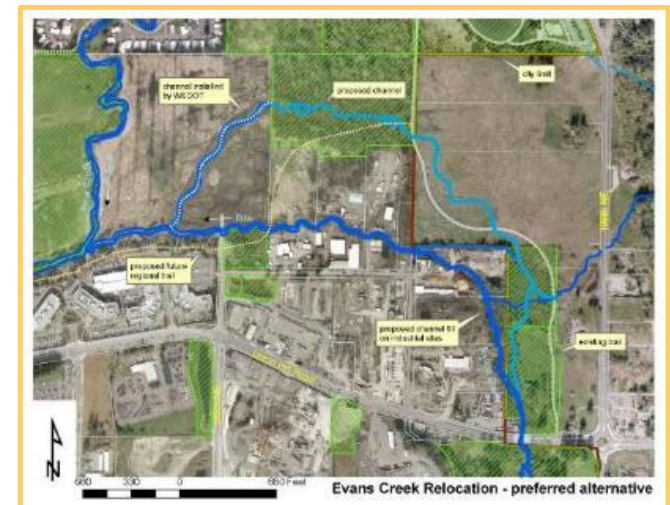 city limit
channel installed
by WSDOT
proposed channel
proposed future
regional trail
proposed channel fill
on industrial sites
existing trail
660 330 0 660 Feet
Evans Creek Relocation - preferred alternative